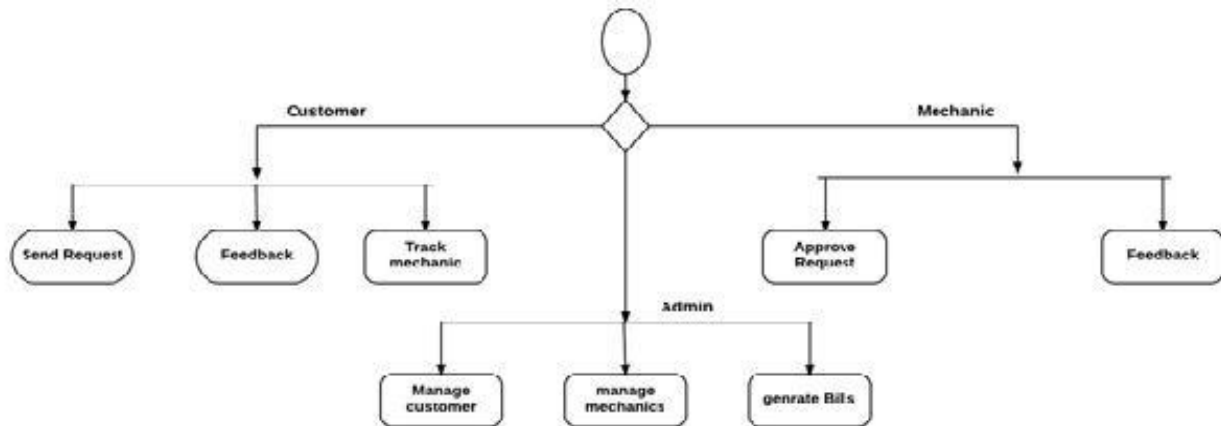 Customer
Mechanic
Send Request
Feedback
Track
mechanic
Approve
Request
Feedback
Admin
Manage
customer
manage
mechanics
genrate Bills